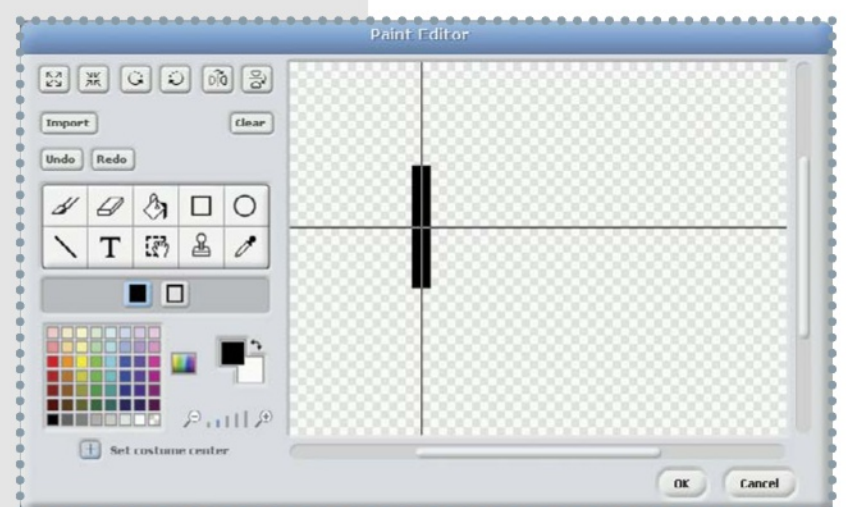 Paint Editor
Import
Clear
Undo
Redo
T
Set costume center
OK
Cancel